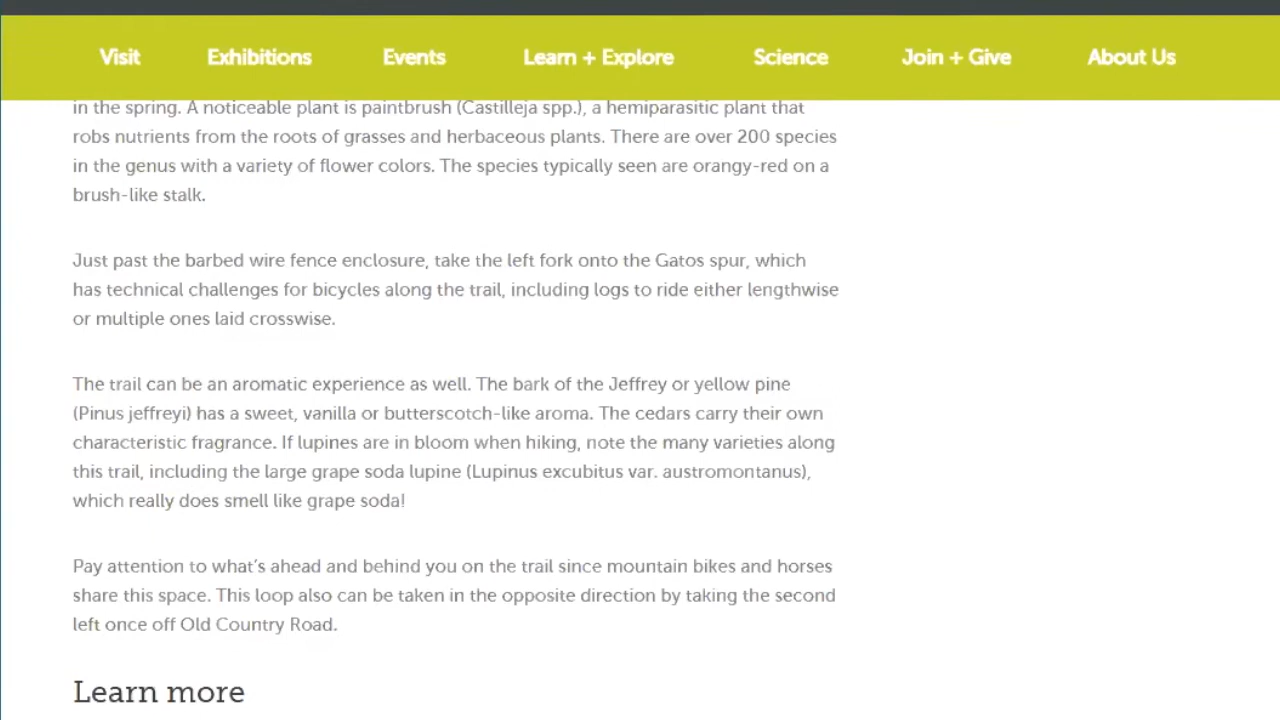 Visit Exhibitions Events Learn + Explore Science Join + Give About Us
in the spring. A noticeable plant is paintbrush (Castilleja spp.), a hemiparasitic plant that
robs nutrients from the roots of grasses and herbaceous plants. There are over 200 species
in the genus with a variety of flower colors. The species typically seen are orangy-red on a
brush-like stalk.
Just past the barbed wire fence enclosure, take the left fork onto the Gatos spur, which
has technical challenges for bicycles along the trail, including logs to ride either lengthwise
or multiple ones laid crosswise.
The trail can be an aromatic experience as well. The bark of the Jeffrey or yellow pine
(Pinus jeffreyi) has a sweet, vanilla or butterscotch-like aroma. The cedars carry their own
characteristic fragrance. If lupines are in bloom when hiking, note the many varieties along
this trail, including the large grape soda lupine (Lupinus excubitus var. austromontanus),
which really does smell like grape soda!
Pay attention to what's ahead and behind you on the trail since mountain bikes and horses
share this space. This loop also can be taken in the opposite direction by taking the second
left once off Old Country Road.
Learn more